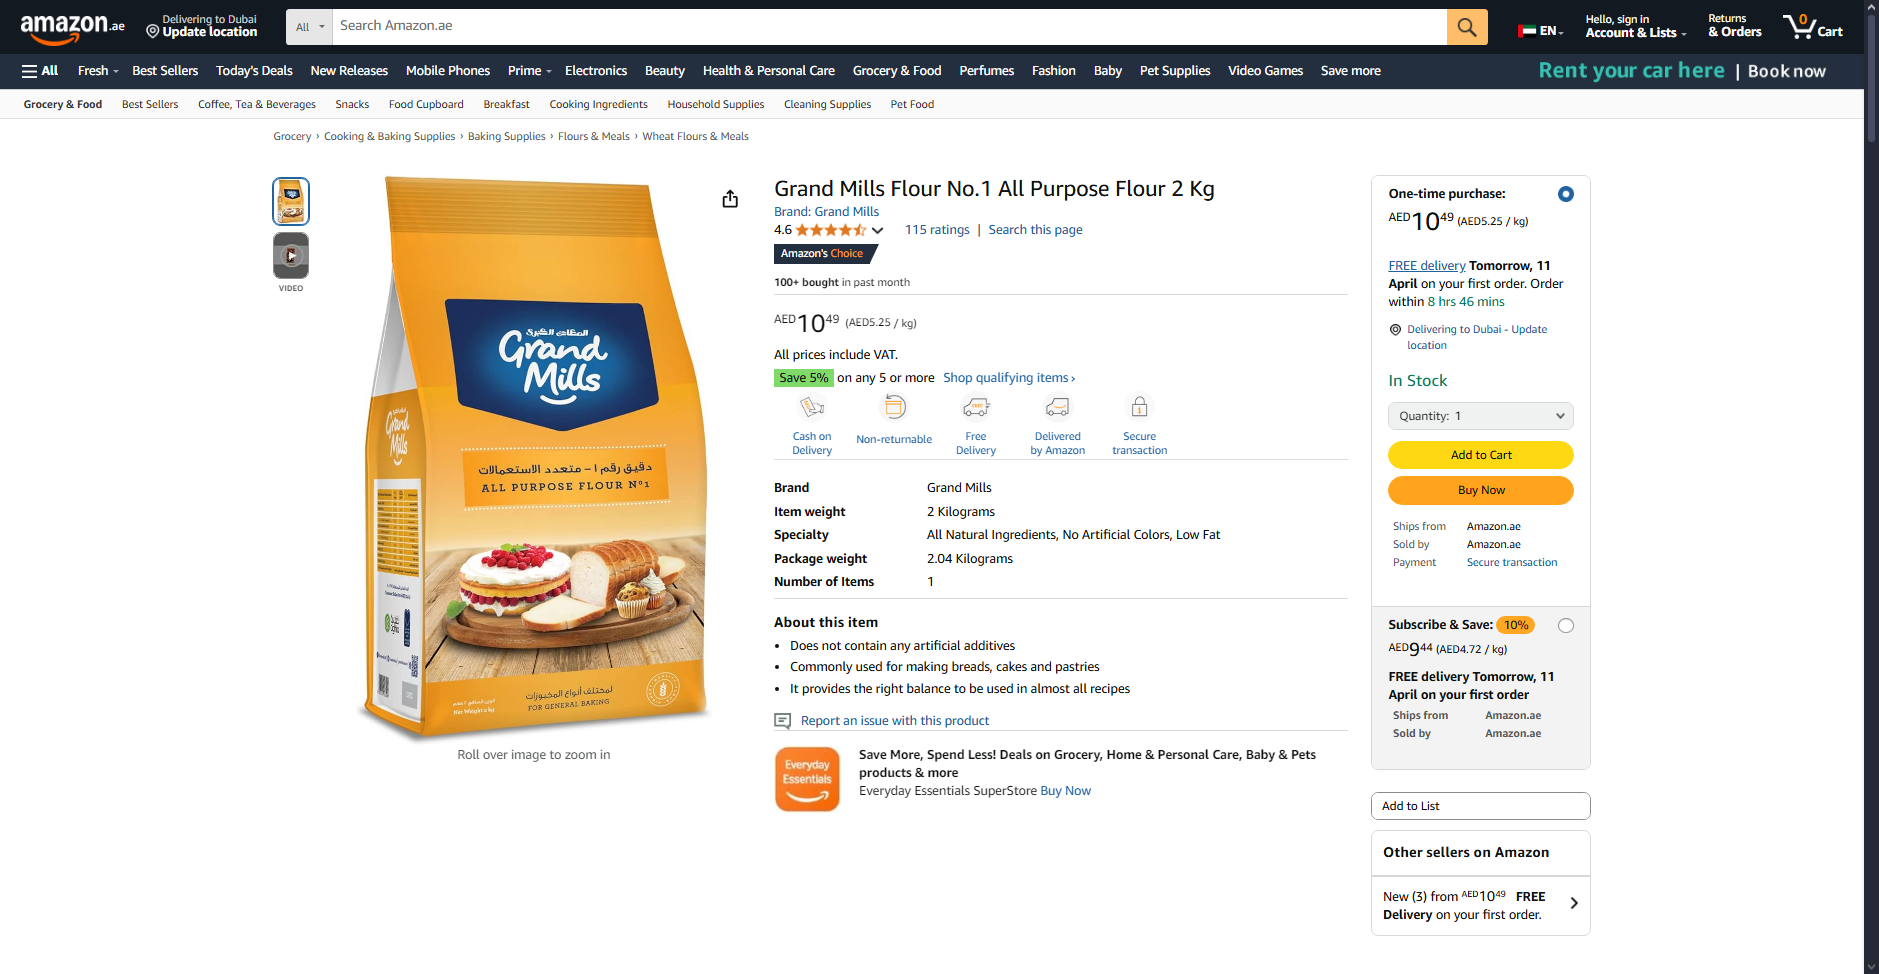 amazon.ae
Delivering to Dubai
Update location
All
Search Amazon.ae
EN
Hello, sign in
Account & Lists
Returns
& Orders
0
Cart
All
Fresh
Best Sellers
Today's Deals
New Releases
Mobile Phones
Prime
Electronics
Beauty
Health & Personal Care
Grocery & Food
Perfumes
Fashion
Baby
Pet Supplies
Video Games
Save more
Rent your car here | Book now
Grocery & Food
Best Sellers
Coffee, Tea & Beverages
Snacks
Food Cupboard
Breakfast
Cooking Ingredients
Household Supplies
Cleaning Supplies
Pet Food
Grocery › Cooking & Baking Supplies › Baking Supplies › Flours & Meals › Wheat Flours & Meals
VIDEO
المطاحن الكبرى
Grand
Mills
Grand
Mills
دقيق رقم ١ – متعدد الاستعمالات
ALL PURPOSE FLOUR Nº1
لمختلف أنواع المخبوزات
FOR GENERAL BAKING
Net Weight 2 kg
Roll over image to zoom in
Grand Mills Flour No.1 All Purpose Flour 2 Kg
Brand: Grand Mills
4.6
115 ratings | Search this page
Amazon's Choice
100+ bought in past month
AED10 49 (AED5.25 / kg)
All prices include VAT.
Save 5% on any 5 or more Shop qualifying items ›
Cash on
Delivery
Non-returnable
Free
Delivery
Delivered
by Amazon
Secure
transaction
Brand Grand Mills
Item weight 2 Kilograms
Specialty All Natural Ingredients, No Artificial Colors, Low Fat
Package weight 2.04 Kilograms
Number of Items 1
About this item
• Does not contain any artificial additives
• Commonly used for making breads, cakes and pastries
• It provides the right balance to be used in almost all recipes
Report an issue with this product
Everyday
Essentials
Save More, Spend Less! Deals on Grocery, Home & Personal Care, Baby & Pets
products & more
Everyday Essentials SuperStore Buy Now
One-time purchase:
AED10 49 (AED5.25 / kg)
FREE delivery Tomorrow, 11
April on your first order. Order
within 8 hrs 46 mins
Delivering to Dubai - Update
location
In Stock
Quantity: 1
Add to Cart
Buy Now
Ships from Amazon.ae
Sold by Amazon.ae
Payment Secure transaction
Subscribe & Save: 10%
AED9 44 (AED4.72 / kg)
FREE delivery Tomorrow, 11
April on your first order
Ships from Amazon.ae
Sold by Amazon.ae
Add to List
Other sellers on Amazon
New (3) from AED10 49 FREE
Delivery on your first order.